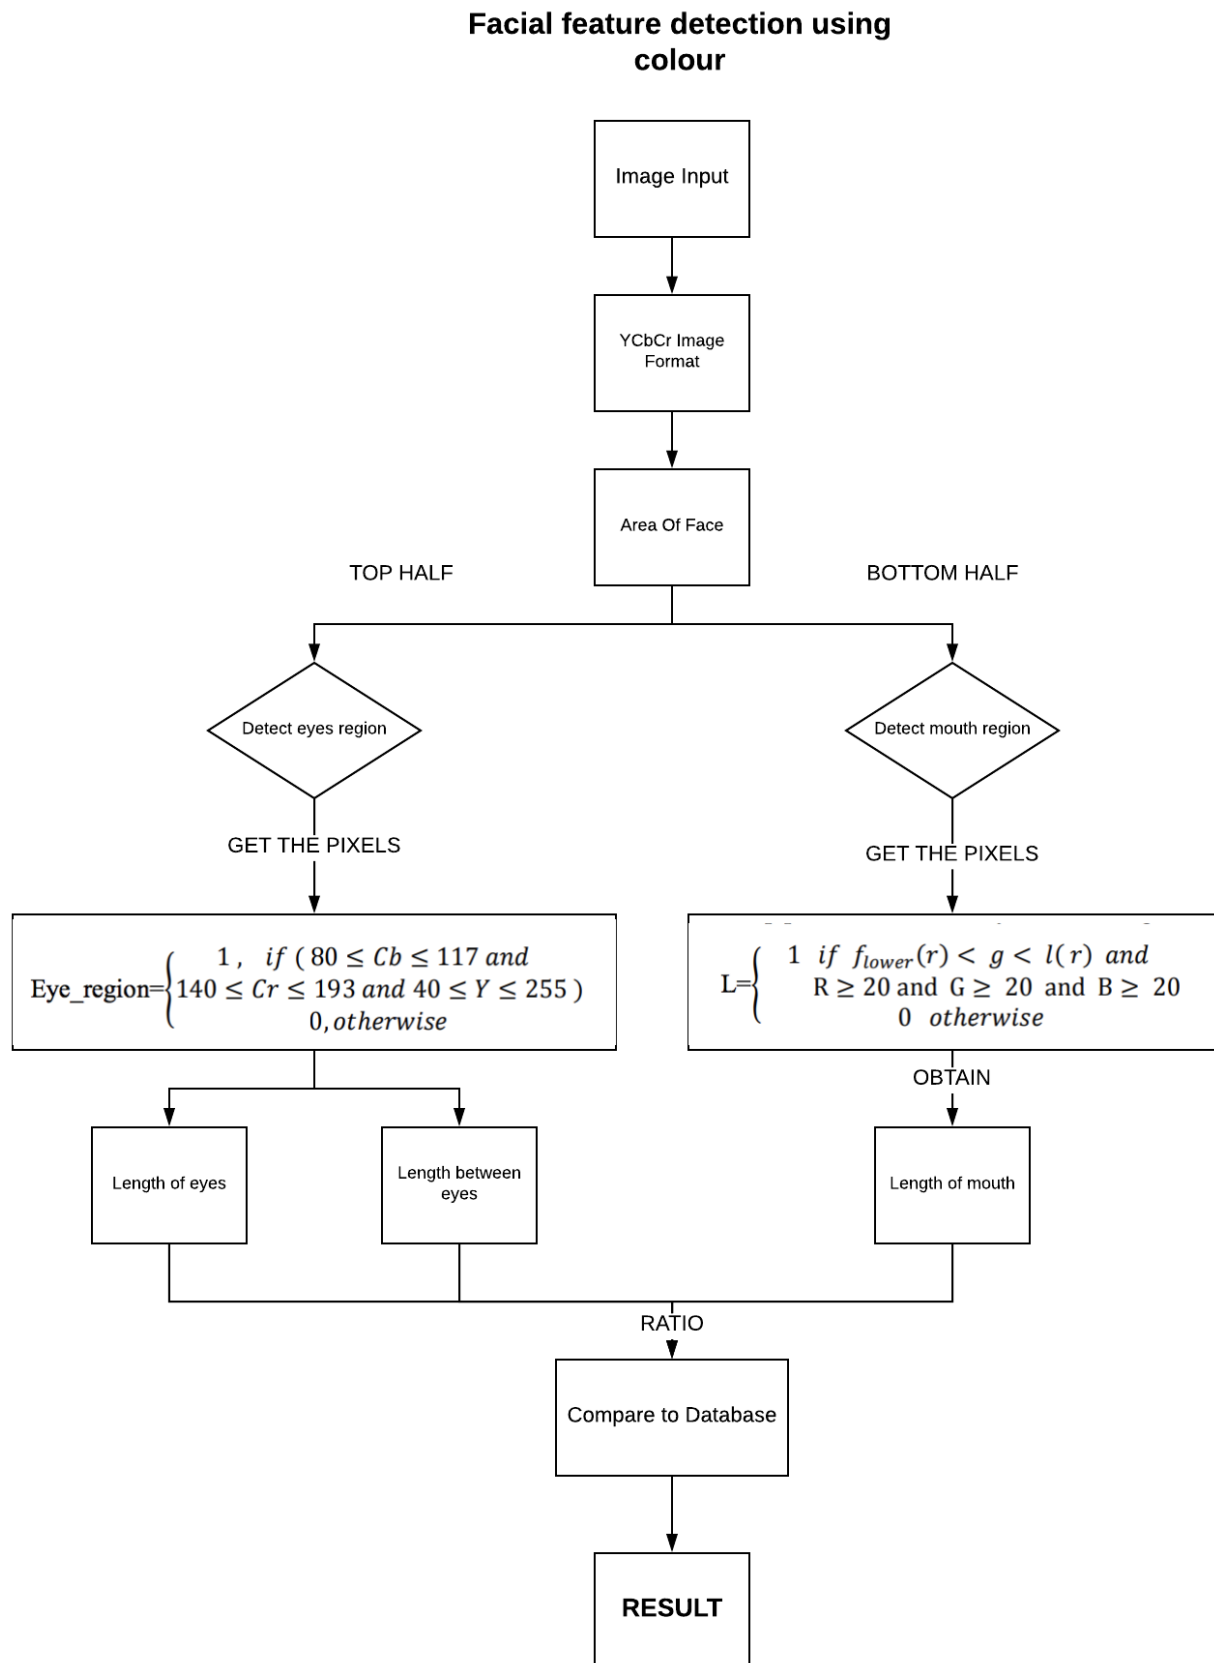 Facial feature detection using
colour
Image Input
YCbCr Image
Format
Area Of Face
TOP HALF
BOTTOM HALF
Detect eyes region
Detect mouth region
GET THE PIXELS
GET THE PIXELS
Eye_region={ 1 , if ( 80 ≤ Cb ≤ 117 and
140 ≤ Cr ≤ 193 and 40 ≤ Y ≤ 255 )
0, otherwise
L={ 1 if f_lower(r) < g < l(r) and
R ≥ 20 and G ≥ 20 and B ≥ 20
0 otherwise
OBTAIN
Length of eyes
Length between
eyes
Length of mouth
RATIO
Compare to Database
RESULT